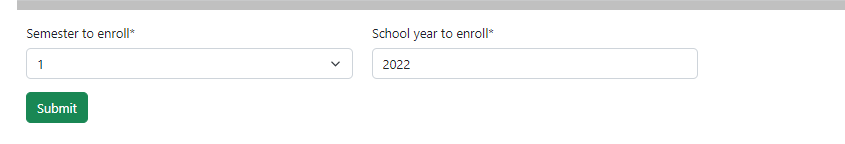 Semester to enroll* School year to enroll*
1 2022
Submit